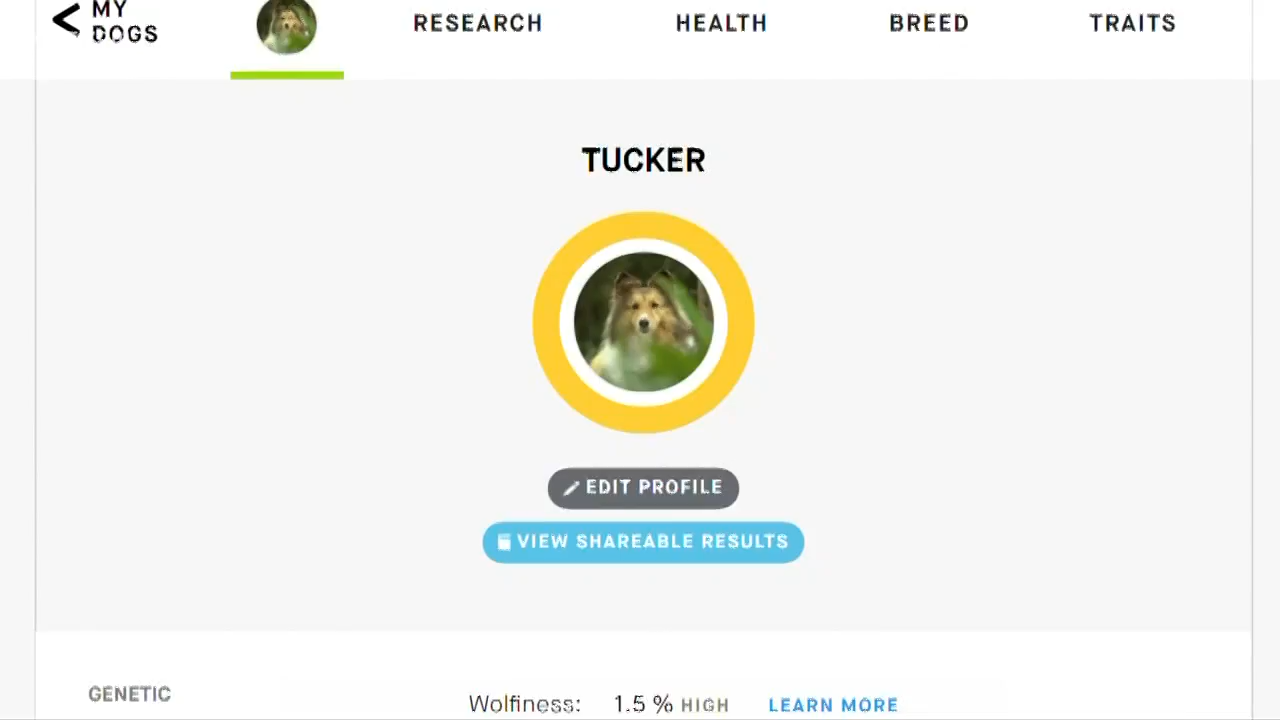 MY
DOGS
RESEARCH
HEALTH
BREED
TRAITS
TUCKER
EDIT PROFILE
VIEW SHAREABLE RESULTS
GENETIC
Wolfiness: 1.5 % HIGH LEARN MORE